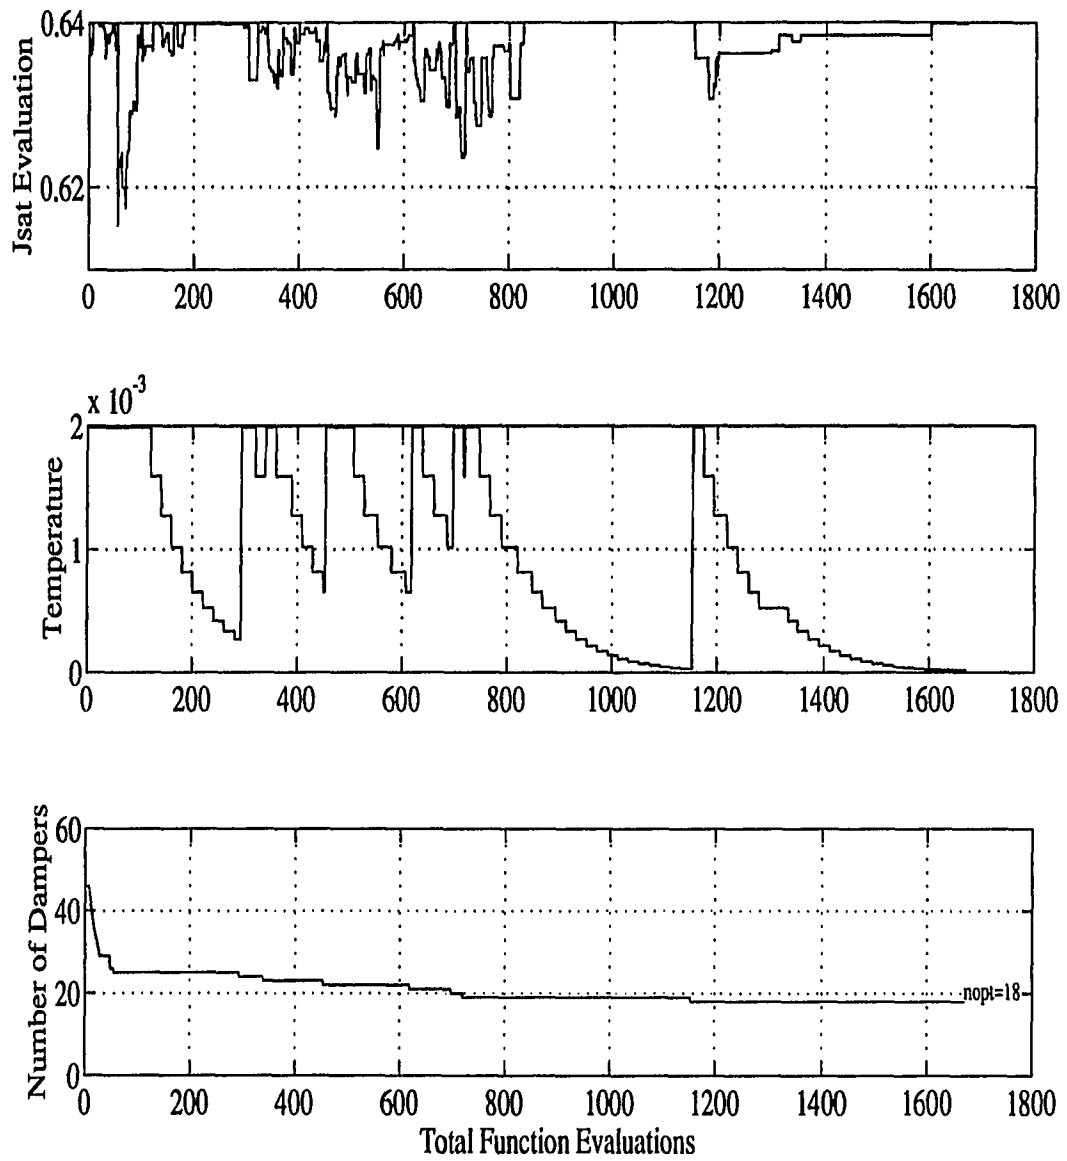 0.64
0.62
Jsat Evaluation
0 200 400 600 800 1000 1200 1400 1600 1800
x 10-3
2
1
0
Temperature
0 200 400 600 800 1000 1200 1400 1600 1800
60
40
20
0
Number of Dampers
nopt=18
0 200 400 600 800 1000 1200 1400 1600 1800
Total Function Evaluations